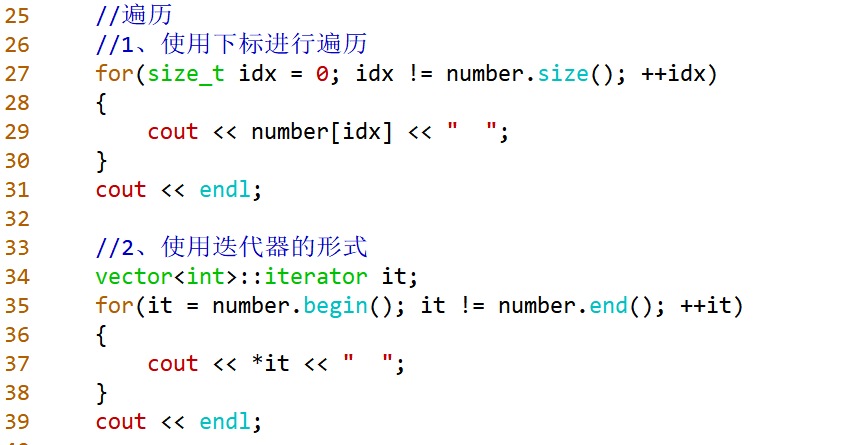 25     //遍历
26     //1、使用下标进行遍历
27     for(size_t idx = 0; idx != number.size(); ++idx)
28     {
29         cout << number[idx] << "  ";
30     }
31     cout << endl;
32
33     //2、使用迭代器的形式
34     vector<int>::iterator it;
35     for(it = number.begin(); it != number.end(); ++it)
36     {
37         cout << *it << "  ";
38     }
39     cout << endl;